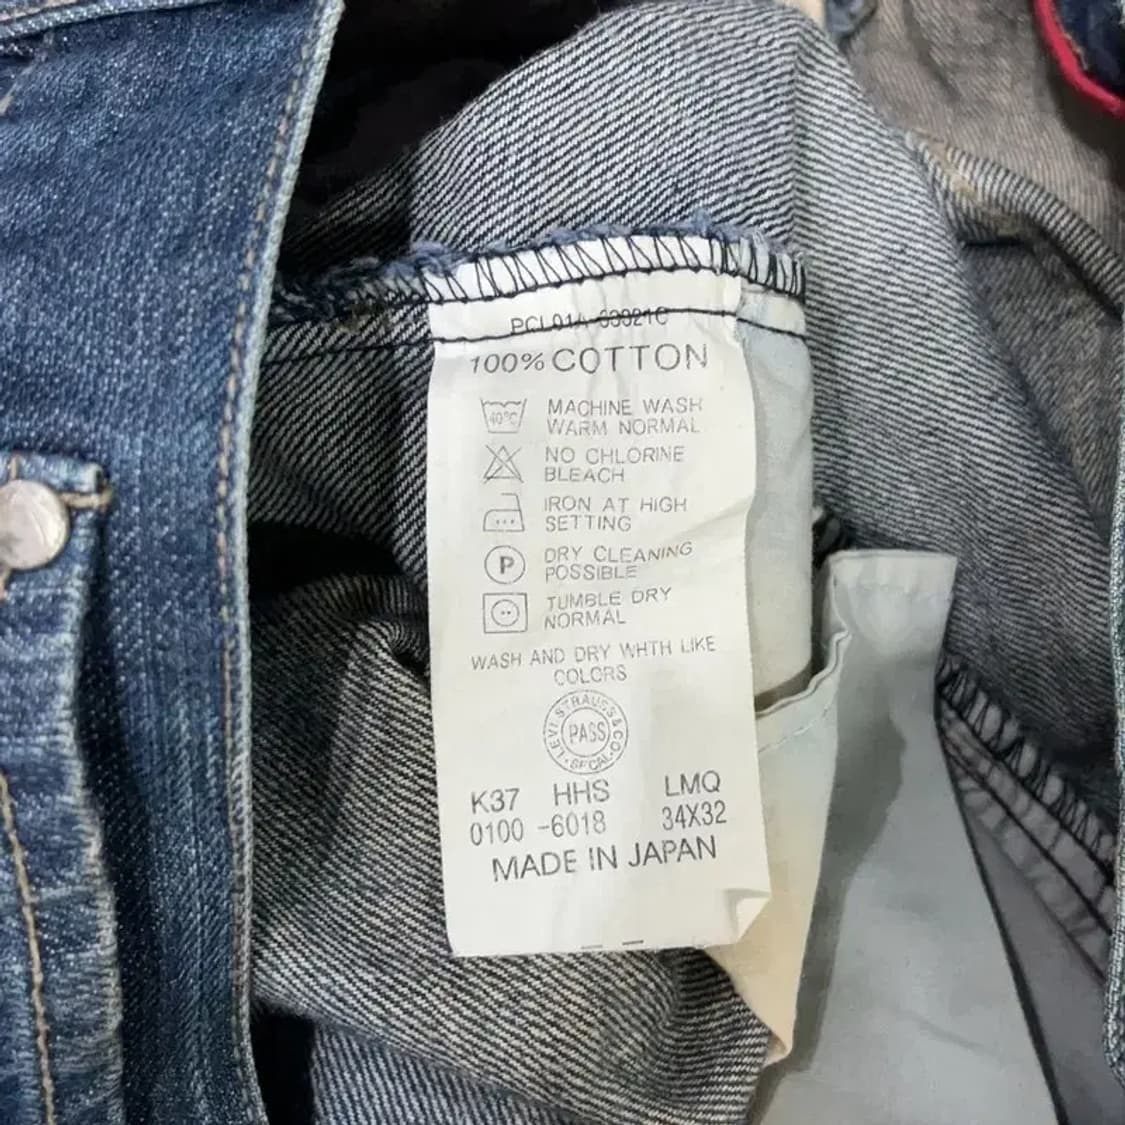 100% COTTON
40°C MACHINE WASH
WARM NORMAL
NO CHLORINE
BLEACH
IRON AT HIGH
SETTING
P DRY CLEANING
POSSIBLE
TUMBLE DRY
NORMAL
WASH AND DRY WHTH LIKE
COLORS
LEVI STRAUSS & CO.
PASS
K37 HHS LMQ
0100 -6018 34X32
MADE IN JAPAN